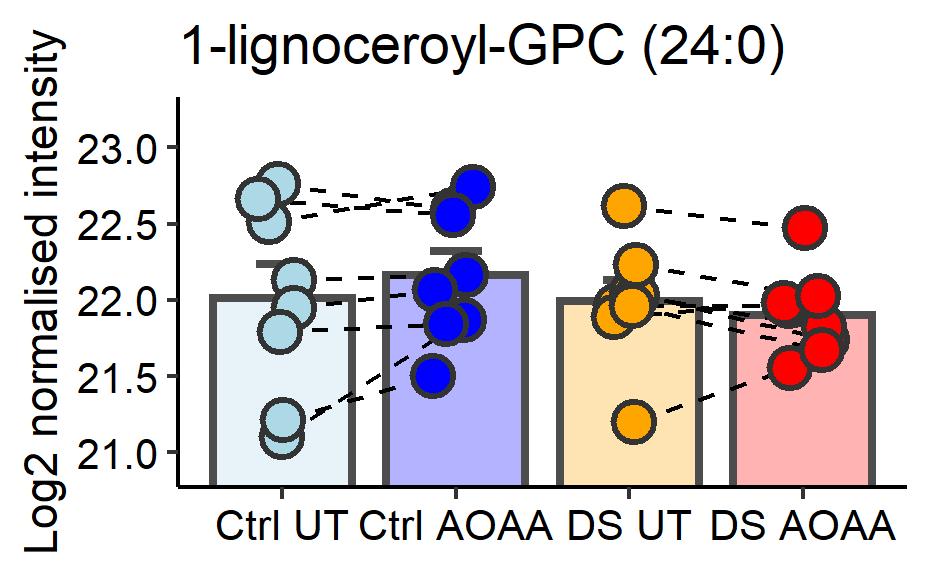 1-lignoceroyl-GPC (24:0)
Log2 normalised intensity
23.0
22.5
22.0
21.5
21.0
Ctrl UT Ctrl AOAA DS UT DS AOAA